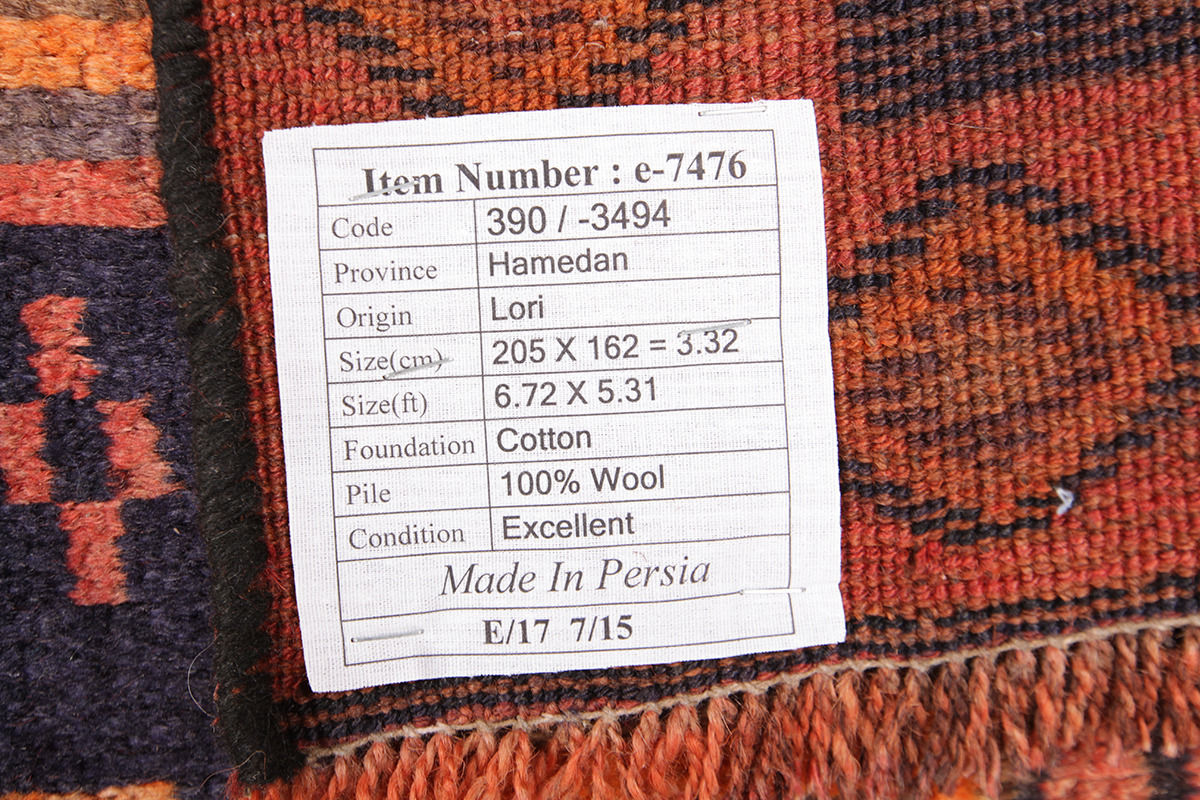 Item Number : e-7476
Code 390 / -3494
Province Hamedan
Origin Lori
Size(cm) 205 X 162 = 3.32
Size(ft) 6.72 X 5.31
Foundation Cotton
Pile 100% Wool
Condition Excellent
Made In Persia
E/17 7/15